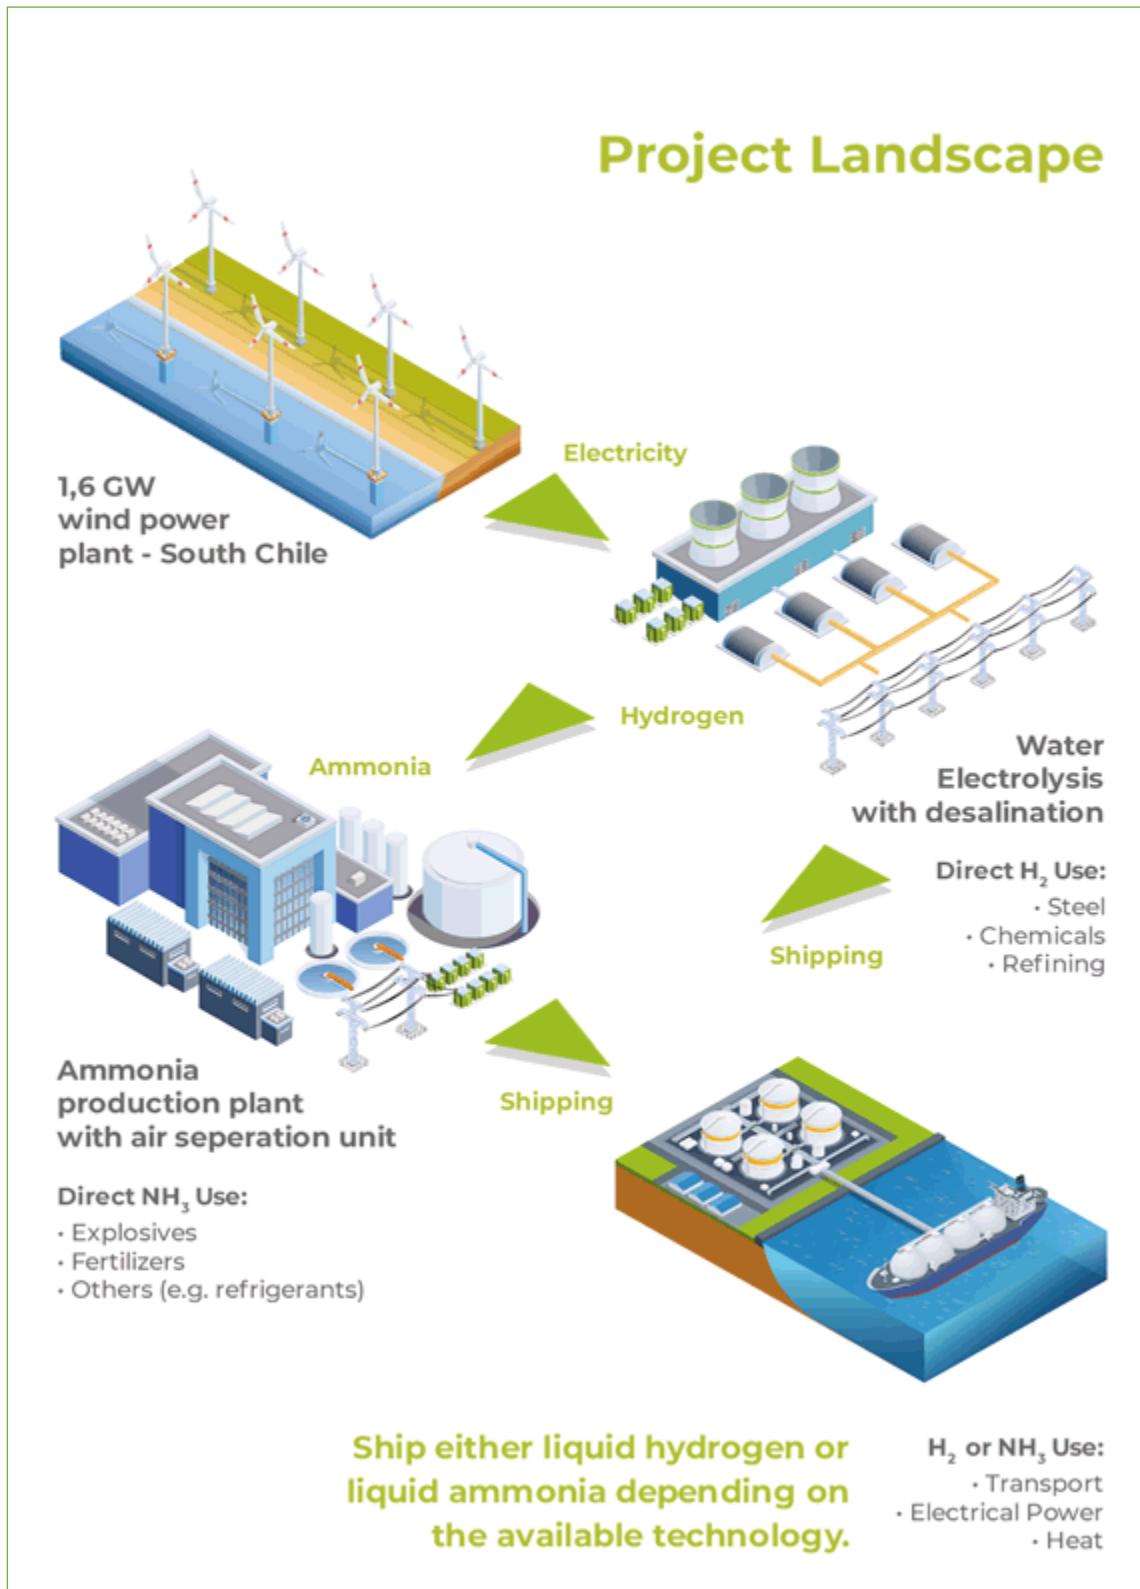 Project Landscape
1,6 GW
wind power
plant - South Chile
Electricity
Hydrogen
Ammonia
Water
Electrolysis
with desalination
Direct H₂ Use:
• Steel
• Chemicals
• Refining
Shipping
Ammonia
production plant
with air seperation unit
Direct NH₃ Use:
• Explosives
• Fertilizers
• Others (e.g. refrigerants)
Shipping
Ship either liquid hydrogen or
liquid ammonia depending on
the available technology.
H₂ or NH₃ Use:
• Transport
• Electrical Power
• Heat